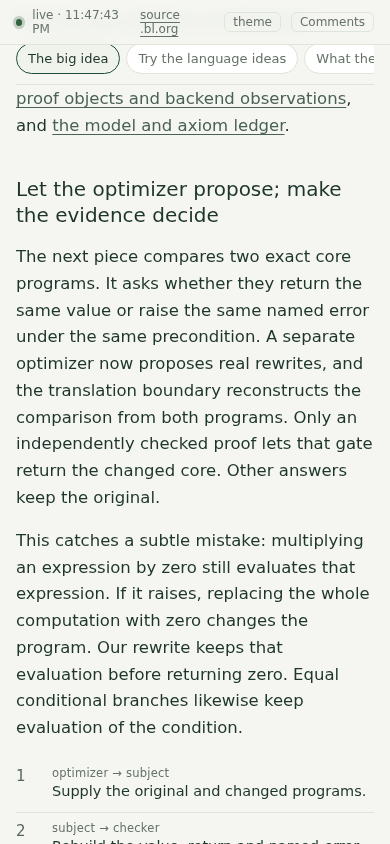 live · 11:47:43
PM
source
.bl.org
theme
Comments
The big idea
Try the language ideas
What the
proof objects and backend observations,
and the model and axiom ledger.
Let the optimizer propose; make
the evidence decide
The next piece compares two exact core
programs. It asks whether they return the
same value or raise the same named error
under the same precondition. A separate
optimizer now proposes real rewrites, and
the translation boundary reconstructs the
comparison from both programs. Only an
independently checked proof lets that gate
return the changed core. Other answers
keep the original.
This catches a subtle mistake: multiplying
an expression by zero still evaluates that
expression. If it raises, replacing the whole
computation with zero changes the
program. Our rewrite keeps that
evaluation before returning zero. Equal
conditional branches likewise keep
evaluation of the condition.
1
optimizer → subject
Supply the original and changed programs.
2
subject → checker
Rebuild the value, return and named error